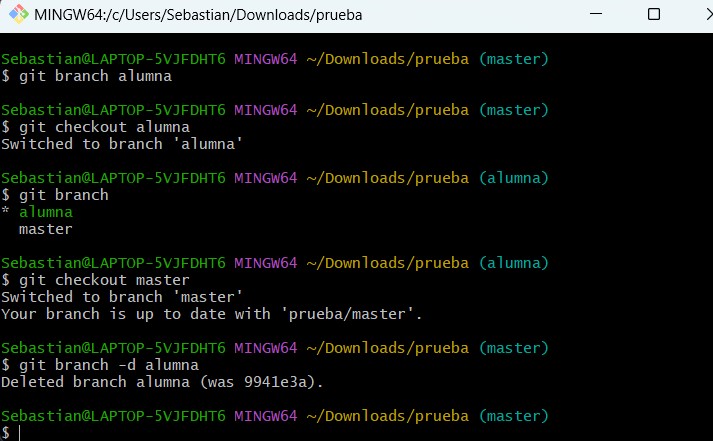 MINGW64:/c/Users/Sebastian/Downloads/prueba
Sebastian@LAPTOP-5VJFDHT6 MINGW64 ~/Downloads/prueba (master)
$ git branch alumna
Sebastian@LAPTOP-5VJFDHT6 MINGW64 ~/Downloads/prueba (master)
$ git checkout alumna
Switched to branch 'alumna'
Sebastian@LAPTOP-5VJFDHT6 MINGW64 ~/Downloads/prueba (alumna)
$ git branch
* alumna
  master
Sebastian@LAPTOP-5VJFDHT6 MINGW64 ~/Downloads/prueba (alumna)
$ git checkout master
Switched to branch 'master'
Your branch is up to date with 'prueba/master'.
Sebastian@LAPTOP-5VJFDHT6 MINGW64 ~/Downloads/prueba (master)
$ git branch -d alumna
Deleted branch alumna (was 9941e3a).
Sebastian@LAPTOP-5VJFDHT6 MINGW64 ~/Downloads/prueba (master)
$